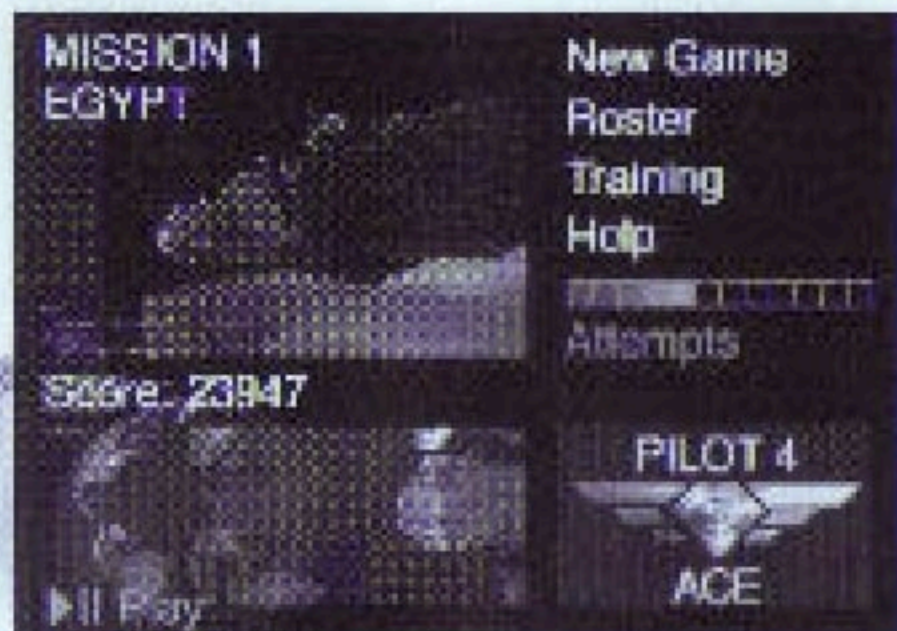 MISSION 1
EGYPT
Score: 23947
Play
New Game
Roster
Training
Help
Attempts
PILOT 4
ACE